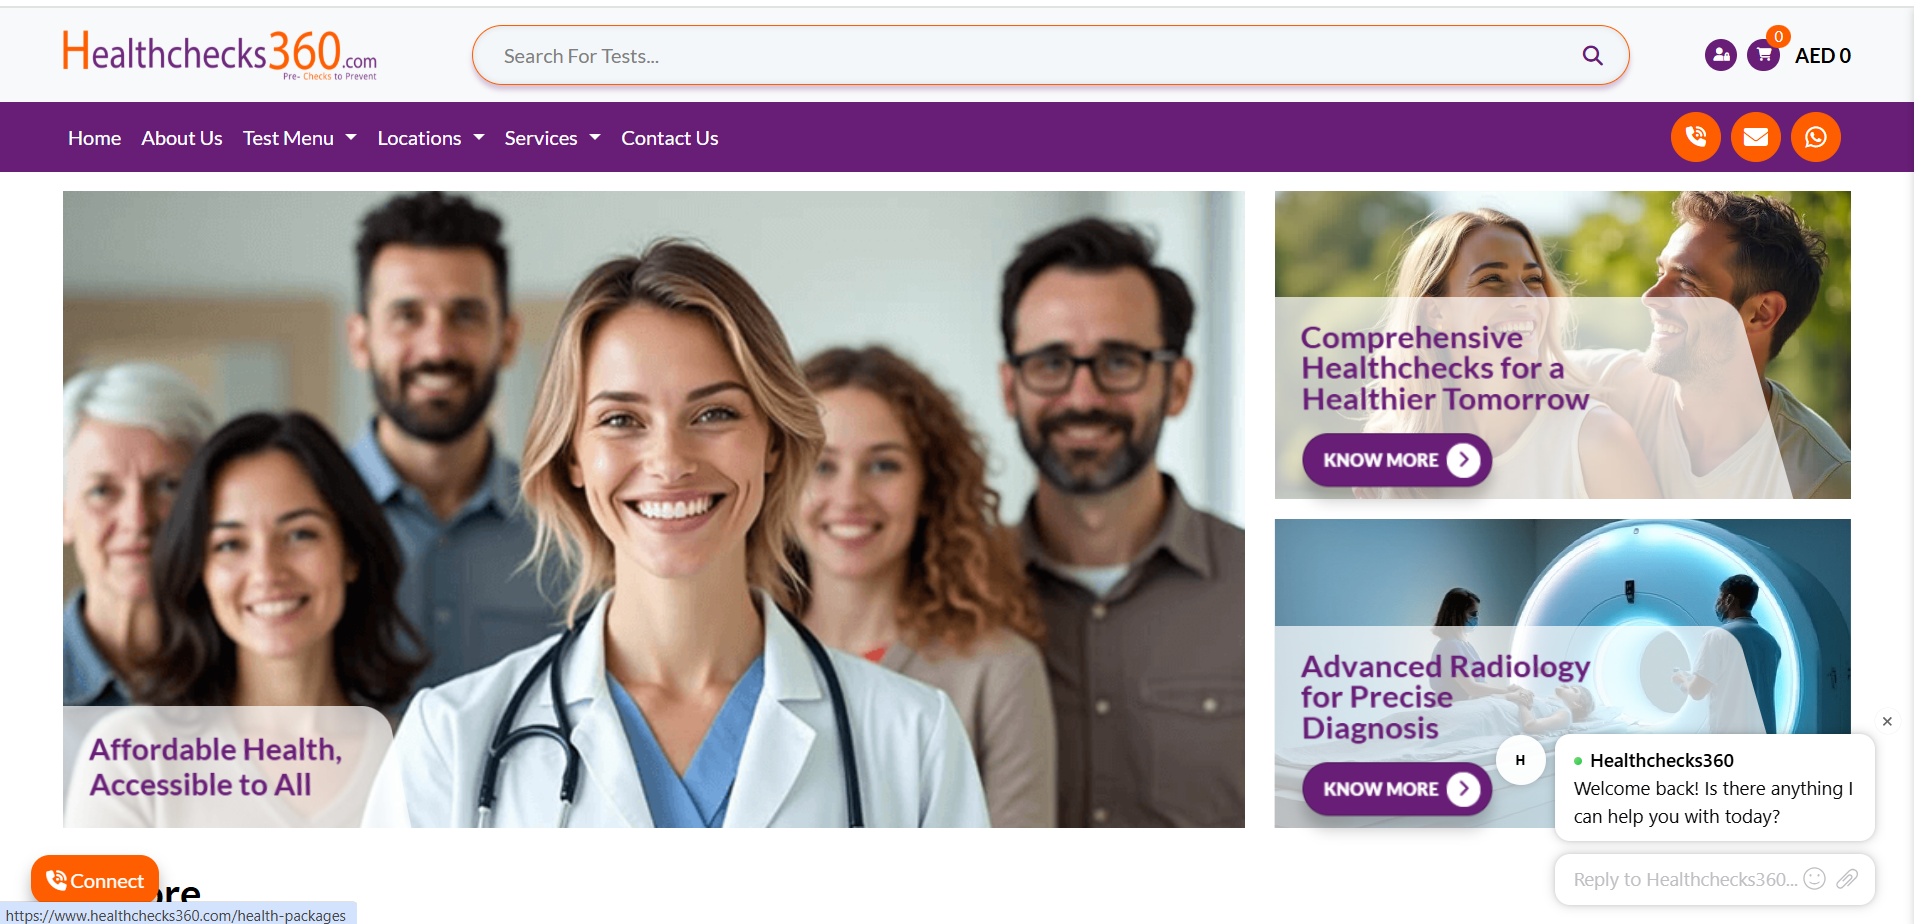 Healthchecks360.com
Pre- Checks to Prevent
Search For Tests...
0
AED 0
Home About Us Test Menu Locations Services Contact Us
Affordable Health,
Accessible to All
Comprehensive
Healthchecks for a
Healthier Tomorrow
KNOW MORE
Advanced Radiology
for Precise
Diagnosis
KNOW MORE
H
Healthchecks360
Welcome back! Is there anything I
can help you with today?
Reply to Healthchecks360...
Connect
https://www.healthchecks360.com/health-packages